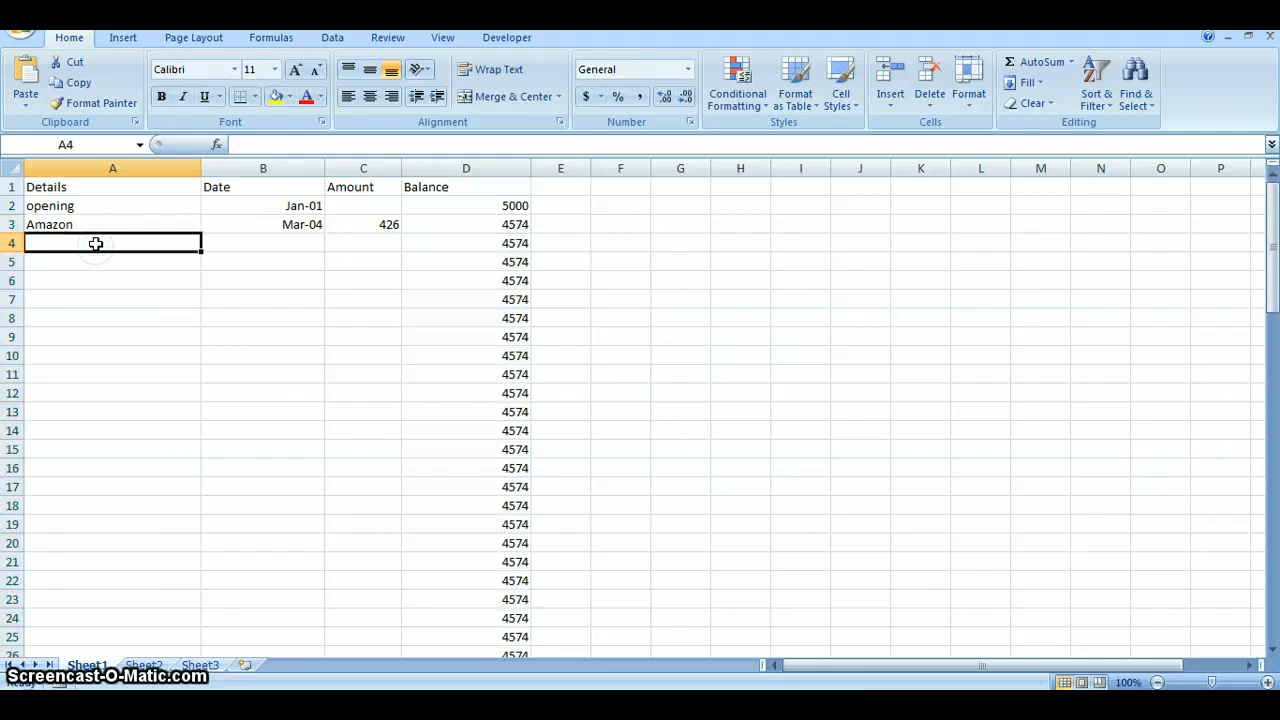 Home Insert Page Layout Formulas Data Review View Developer
Paste Cut Copy Format Painter Calibri 11 Wrap Text Merge & Center General Conditional Formatting Format as Table Cell Styles Insert Delete Format Σ AutoSum Fill Clear Sort & Filter Find & Select
B I U A A A $ % , .0 .00 .00 .0
Clipboard Font Alignment Number Styles Cells Editing
A4 fx
A B C D E F G H I J K L M N O P
1 Details Date Amount Balance
2 opening Jan-01 5000
3 Amazon Mar-04 426 4574
4 4574
5 4574
6 4574
7 4574
8 4574
9 4574
10 4574
11 4574
12 4574
13 4574
14 4574
15 4574
16 4574
17 4574
18 4574
19 4574
20 4574
21 4574
22 4574
23 4574
24 4574
25 4574
26 4574
Sheet1 Sheet2 Sheet3
Screencast-O-Matic.com
Ready 100%